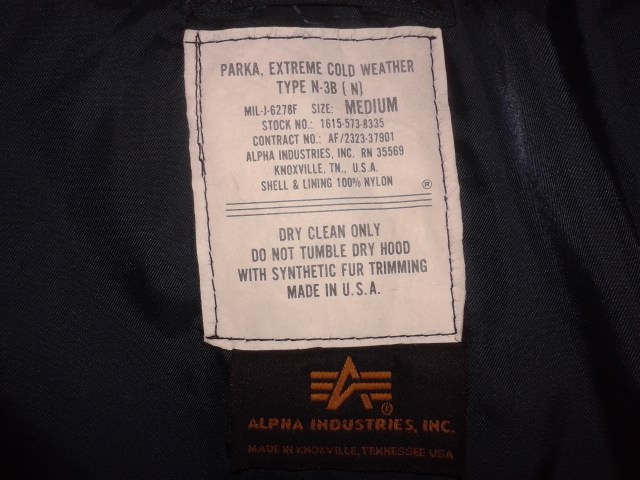 PARKA, EXTREME COLD WEATHER
TYPE N-3B ( N)
MIL-J-6278F SIZE: MEDIUM
STOCK NO.: 1615-573-8335
CONTRACT NO.: AF/2323-37901
ALPHA INDUSTRIES, INC. RN 35569
KNOXVILLE, TN., U.S.A.
SHELL & LINING 100% NYLON ®
DRY CLEAN ONLY
DO NOT TUMBLE DRY HOOD
WITH SYNTHETIC FUR TRIMMING
MADE IN U.S.A.
®
ALPHA INDUSTRIES, INC.
MADE IN KNOXVILLE, TENNESSEE USA